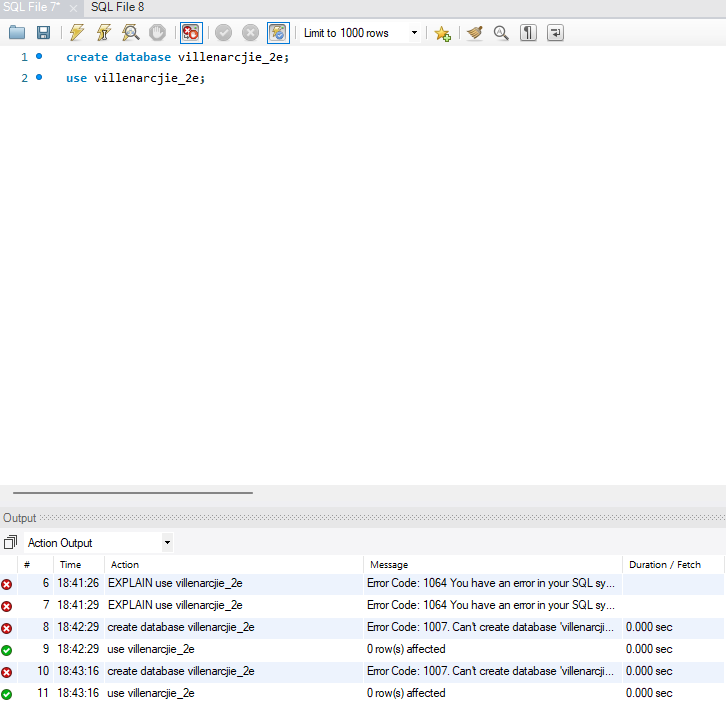 SQL File 7* SQL File 8
Limit to 1000 rows
1 create database villenarcjie_2e;
2 use villenarcjie_2e;
Output
Action Output
# Time Action Message Duration / Fetch
6 18:41:26 EXPLAIN use villenarcjie_2e Error Code: 1064 You have an error in your SQL sy...
7 18:41:29 EXPLAIN use villenarcjie_2e Error Code: 1064 You have an error in your SQL sy...
8 18:42:29 create database villenarcjie_2e Error Code: 1007. Can't create database 'villenarcji... 0.000 sec
9 18:42:29 use villenarcjie_2e 0 row(s) affected 0.000 sec
10 18:43:16 create database villenarcjie_2e Error Code: 1007. Can't create database 'villenarcji... 0.000 sec
11 18:43:16 use villenarcjie_2e 0 row(s) affected 0.000 sec